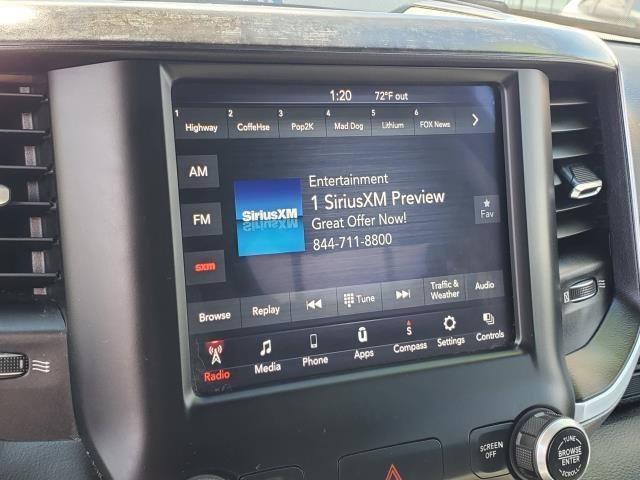 1:20 72°F out
1 2 3 4 5 6
Highway CoffeHse Pop2K Mad Dog Lithium FOX News
AM
FM
sxm
SiriusXM
Entertainment
1 SiriusXM Preview
Great Offer Now!
844-711-8800
Fav
Browse Replay Tune Traffic & Weather Audio
S
Radio Media Phone Apps Compass Settings Controls
SCREEN OFF
TUNE
BROWSE
ENTER
SCROLL